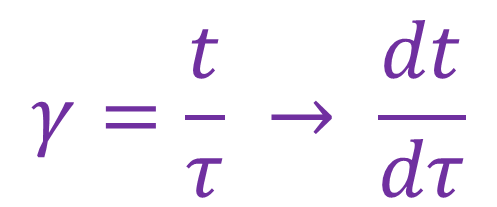 γ = t/τ → dt/dτ